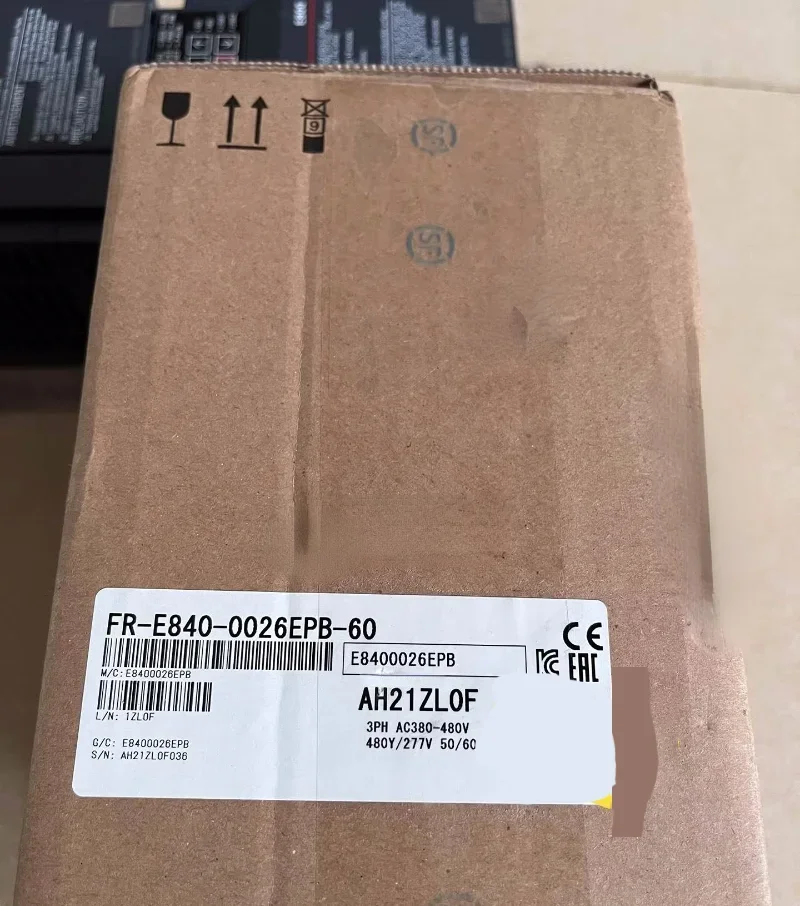 9
FR-E840-0026EPB-60
CE
E8400026EPB
M/C:E8400026EPB
EAC
AH21ZL0F
L/N: 1ZL0F
3PH AC380-480V
480Y/277V 50/60
G/C: E8400026EPB
S/N: AH21ZL0F036